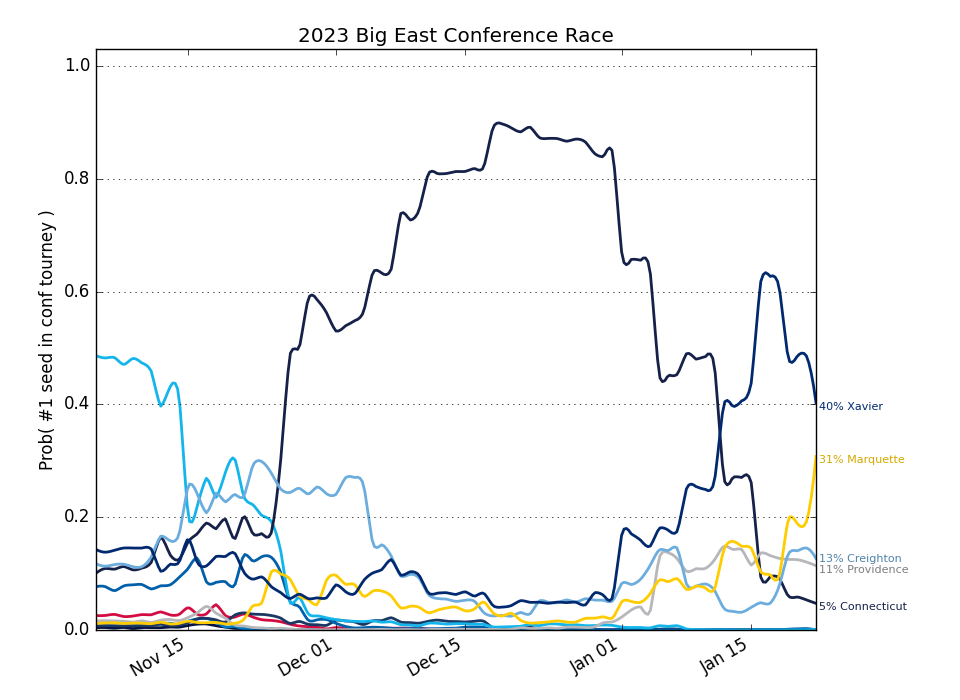 2023 Big East Conference Race
Prob( #1 seed in conf tourney )
1.0
0.8
0.6
0.4
0.2
0.0
Nov 15
Dec 01
Dec 15
Jan 01
Jan 15
40% Xavier
31% Marquette
13% Creighton
11% Providence
5% Connecticut